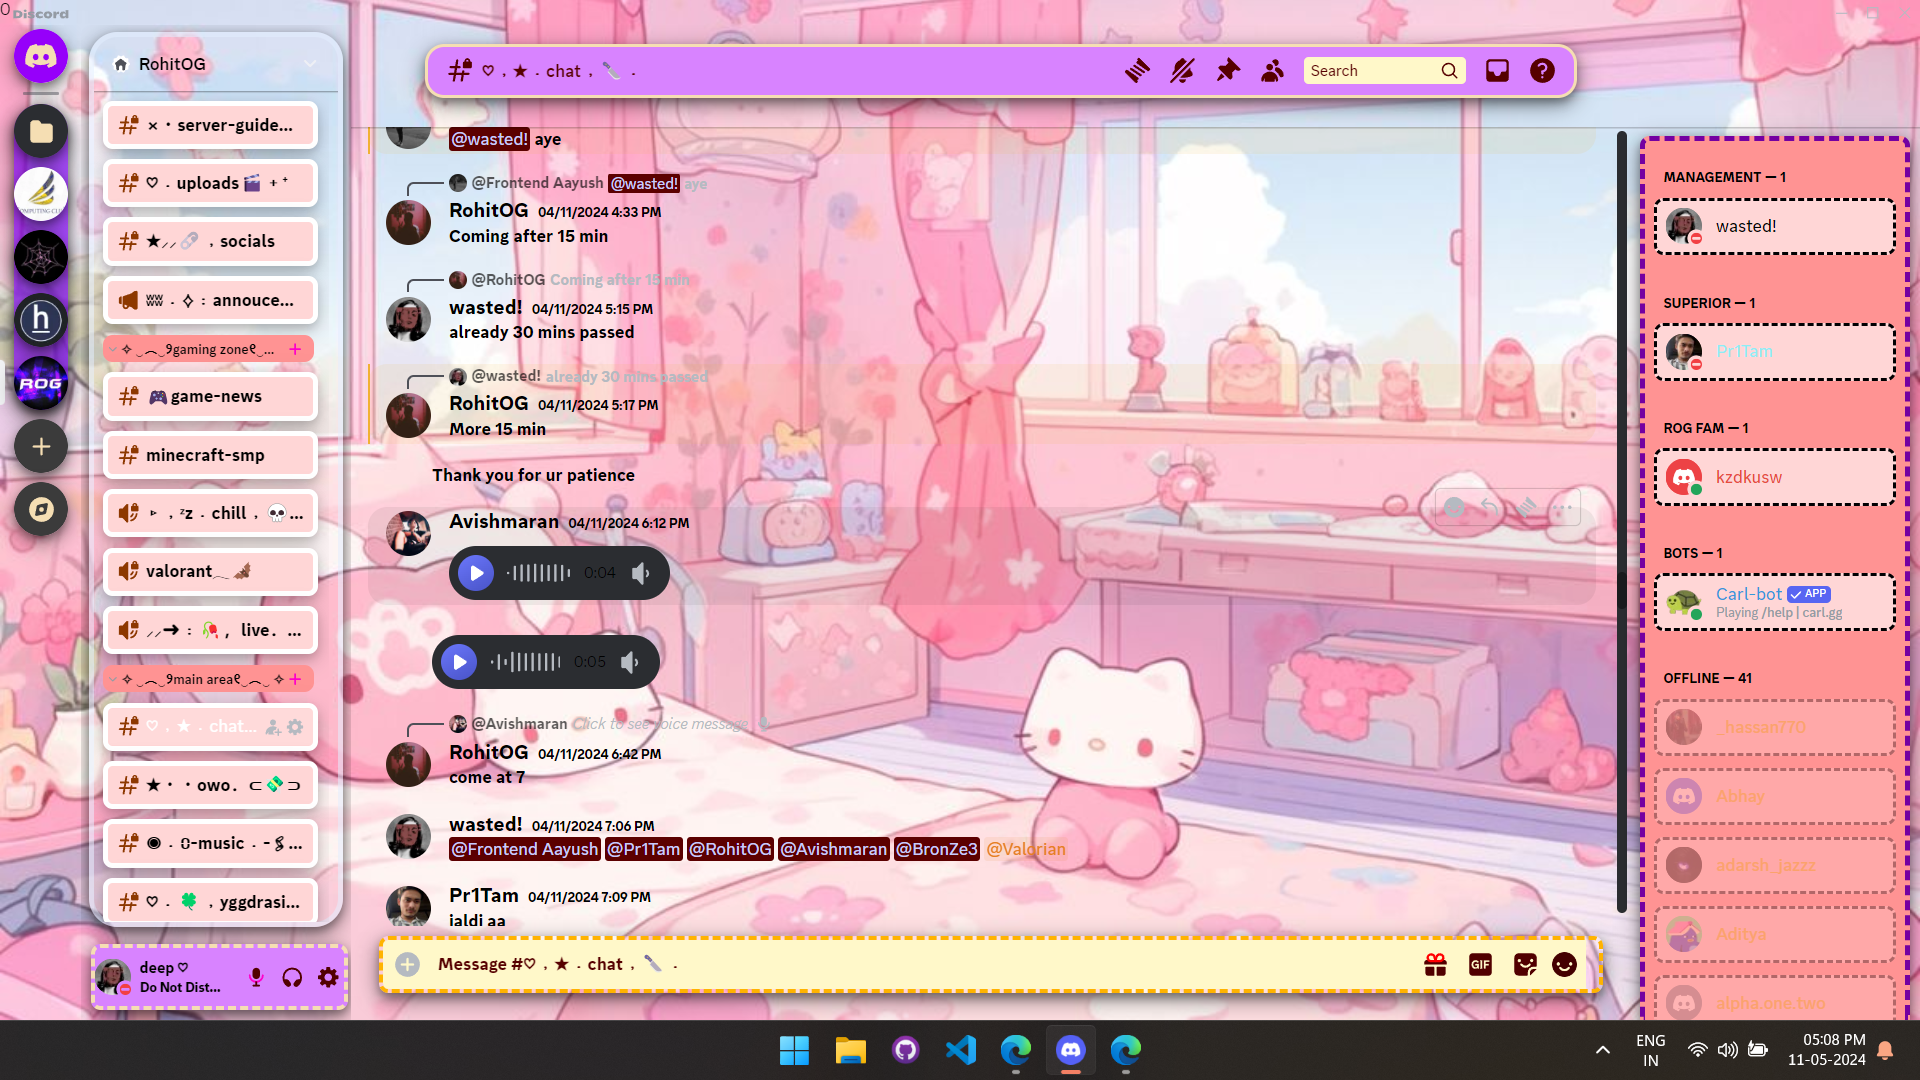 Discord
RohitOG
× · server-guide...
♡ . uploads 🎬 + ⁺
★ ⸝⸝ 🔗 , socials
ʬʬ . ✧ : annouce...
✧ ‿︵‿୨gaming zone୧‿... +
🎮game-news
minecraft-smp
▹ , ᶻz . chill , 💀...
valorant︵ 🦇
⸝⸝➜ : 🥀 , live. ...
✧ ‿︵‿୨main area୧‿︵‿ ✧ +
♡ , ★ . chat...
★ · · owo. ⊂ 💸 ⊃
◉ . 0-music . - 🖇...
♡ . 🍀 , yggdrasi...
deep ♡
Do Not Dist...
♡ , ★ . chat , 🔪 .
Search
@wasted! aye
@Frontend Aayush @wasted! aye
RohitOG 04/11/2024 4:33 PM
Coming after 15 min
@RohitOG Coming after 15 min
wasted! 04/11/2024 5:15 PM
already 30 mins passed
@wasted! already 30 mins passed
RohitOG 04/11/2024 5:17 PM
More 15 min
Thank you for ur patience
Avishmaran 04/11/2024 6:12 PM
0:04
0:05
@Avishmaran Click to see voice message
RohitOG 04/11/2024 6:42 PM
come at 7
wasted! 04/11/2024 7:06 PM
@Frontend Aayush @Pr1Tam @RohitOG @Avishmaran @BronZe3 @Valorian
Pr1Tam 04/11/2024 7:09 PM
jaldi aa
Message #♡ , ★ . chat , 🔪 .
GIF
MANAGEMENT — 1
wasted!
SUPERIOR — 1
Pr1Tam
ROG FAM — 1
kzdkusw
BOTS — 1
Carl-bot ✓ APP
Playing /help | carl.gg
OFFLINE — 41
_hassan770
Abhay
adarsh_jazzz
Aditya
alpha.one.two
h
ROG
ENG
IN
05:08 PM
11-05-2024